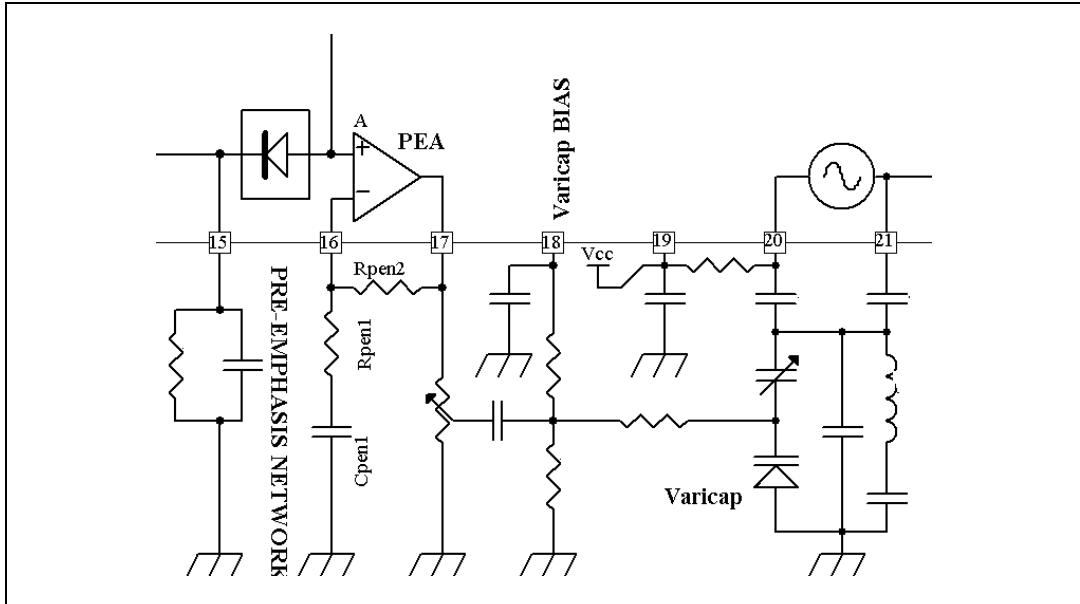 A
PEA
+
−
Varicap BIAS
15
16
17
18
19
20
21
Vcc
Rpen2
PRE-EMPHASIS NETWORK
Rpen1
Cpen1
Varicap